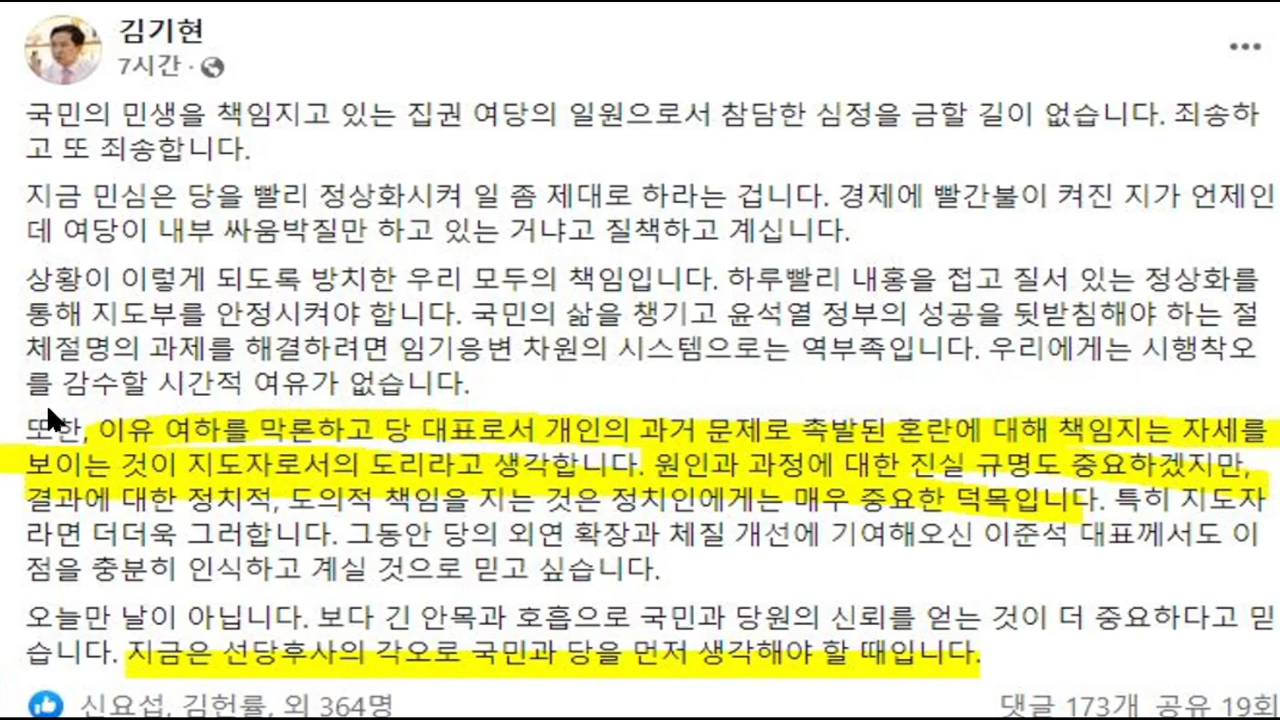 김기현
7시간 ·
국민의 민생을 책임지고 있는 집권 여당의 일원으로서 참담한 심정을 금할 길이 없습니다. 죄송하
고 또 죄송합니다.
지금 민심은 당을 빨리 정상화시켜 일 좀 제대로 하라는 겁니다. 경제에 빨간불이 켜진 지가 언제인
데 여당이 내부 싸움박질만 하고 있는 거냐고 질책하고 계십니다.
상황이 이렇게 되도록 방치한 우리 모두의 책임입니다. 하루빨리 내홍을 접고 질서 있는 정상화를
통해 지도부를 안정시켜야 합니다. 국민의 삶을 챙기고 윤석열 정부의 성공을 뒷받침해야 하는 절
체절명의 과제를 해결하려면 임기응변 차원의 시스템으로는 역부족입니다. 우리에게는 시행착오
를 감수할 시간적 여유가 없습니다.
또한, 이유 여하를 막론하고 당 대표로서 개인의 과거 문제로 촉발된 혼란에 대해 책임지는 자세를
보이는 것이 지도자로서의 도리라고 생각합니다. 원인과 과정에 대한 진실 규명도 중요하겠지만,
결과에 대한 정치적, 도의적 책임을 지는 것은 정치인에게는 매우 중요한 덕목입니다. 특히 지도자
라면 더더욱 그러합니다. 그동안 당의 외연 확장과 체질 개선에 기여해오신 이준석 대표께서도 이
점을 충분히 인식하고 계실 것으로 믿고 싶습니다.
오늘만 날이 아닙니다. 보다 긴 안목과 호흡으로 국민과 당원의 신뢰를 얻는 것이 더 중요하다고 믿
습니다. 지금은 선당후사의 각오로 국민과 당을 먼저 생각해야 할 때입니다.
신요섭, 김헌률, 외 364명
댓글 173개 공유 19회